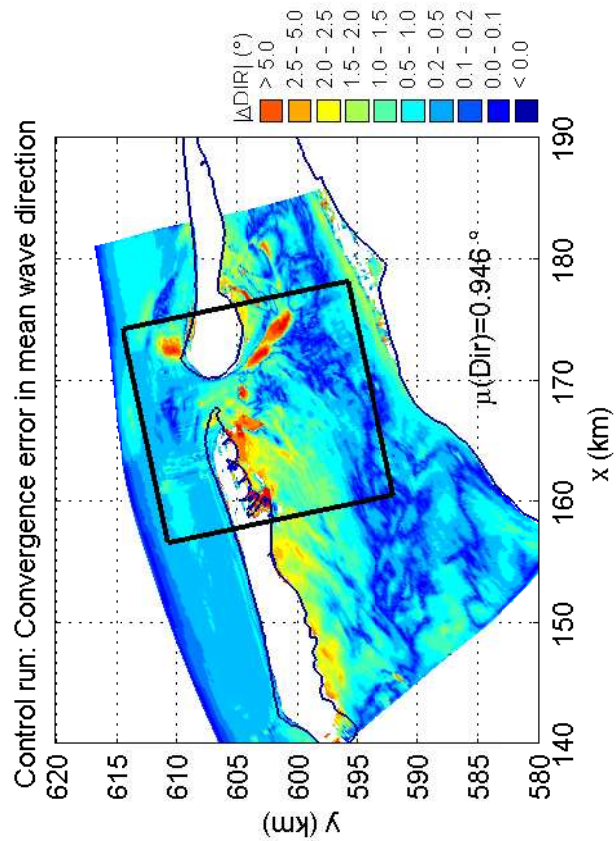 Control run: Convergence error in mean wave direction
y (km)
620
615
610
605
600
595
590
585
580
140
150
160
170
180
190
x (km)
μ(Dir)=0.946 °
|ΔDIR| (°)
> 5.0
2.5 - 5.0
2.0 - 2.5
1.5 - 2.0
1.0 - 1.5
0.5 - 1.0
0.2 - 0.5
0.1 - 0.2
0.0 - 0.1
< 0.0